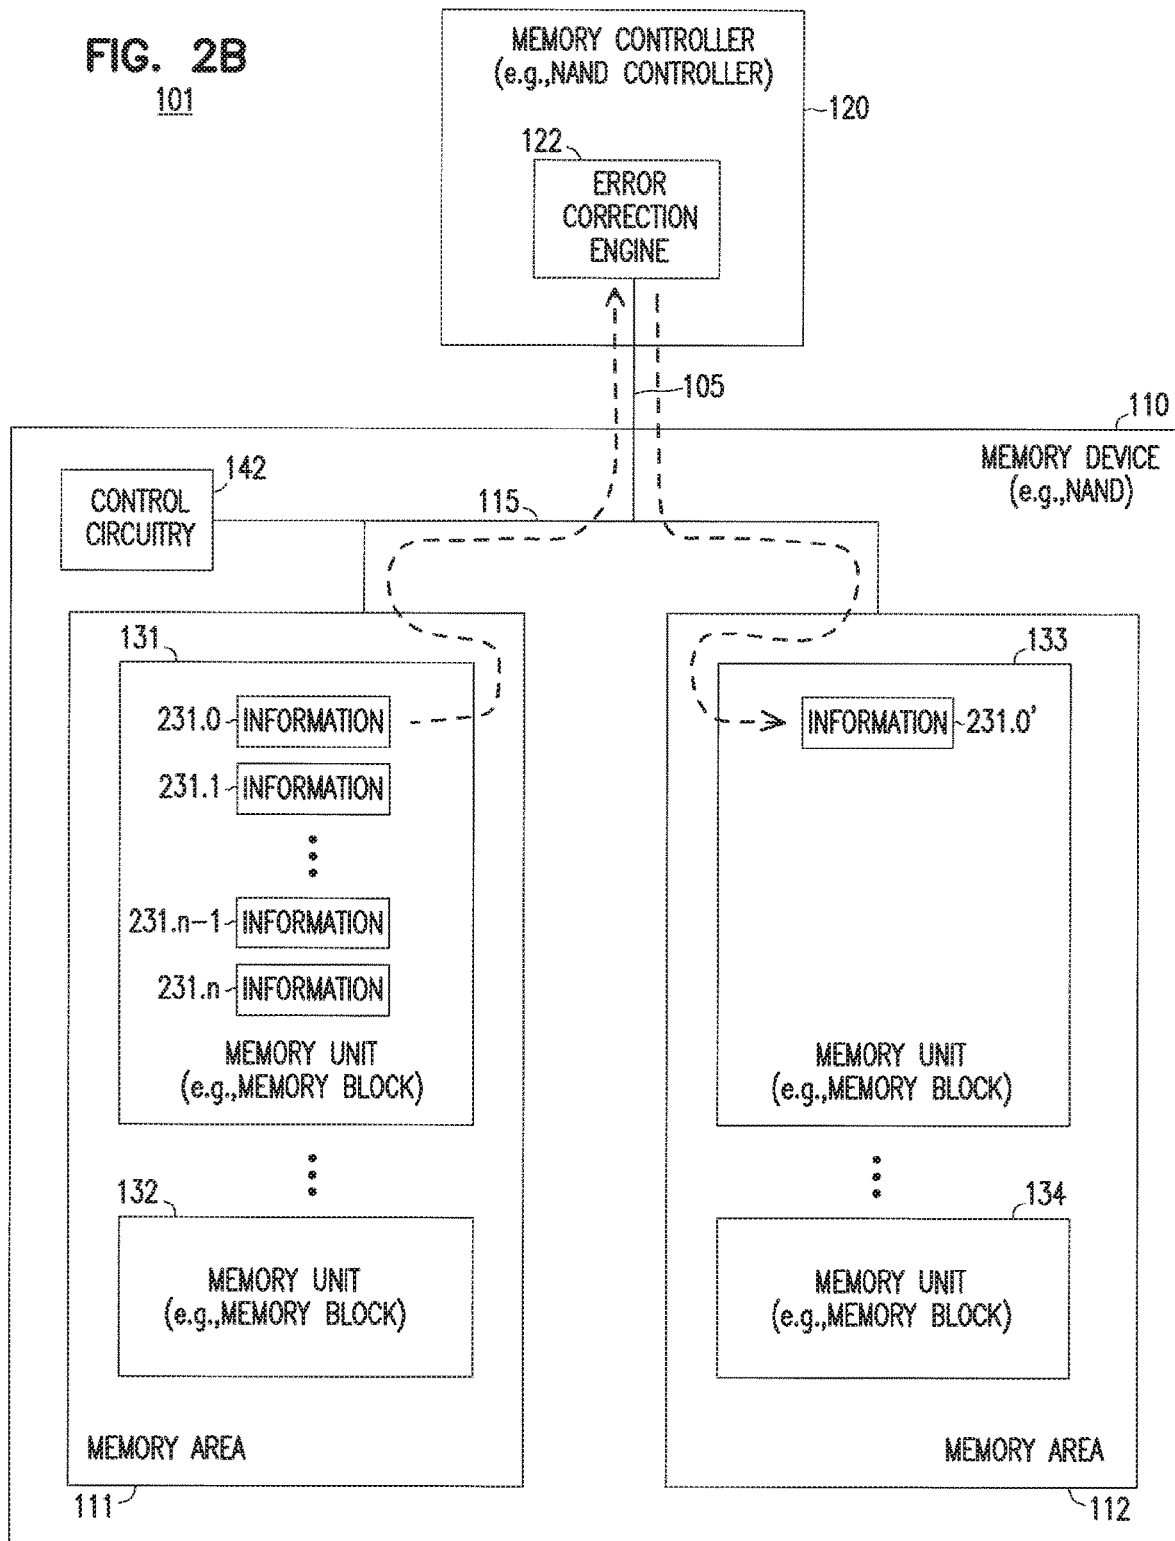 FIG. 2B
101
MEMORY CONTROLLER
(e.g.,NAND CONTROLLER)
120
122
ERROR
CORRECTION
ENGINE
105
110
MEMORY DEVICE
(e.g.,NAND)
142
CONTROL
CIRCUITRY
115
131
231.0 INFORMATION
231.1 INFORMATION
231.n-1 INFORMATION
231.n INFORMATION
MEMORY UNIT
(e.g.,MEMORY BLOCK)
132
MEMORY UNIT
(e.g.,MEMORY BLOCK)
MEMORY AREA
111
133
INFORMATION 231.0'
MEMORY UNIT
(e.g.,MEMORY BLOCK)
134
MEMORY UNIT
(e.g.,MEMORY BLOCK)
MEMORY AREA
112